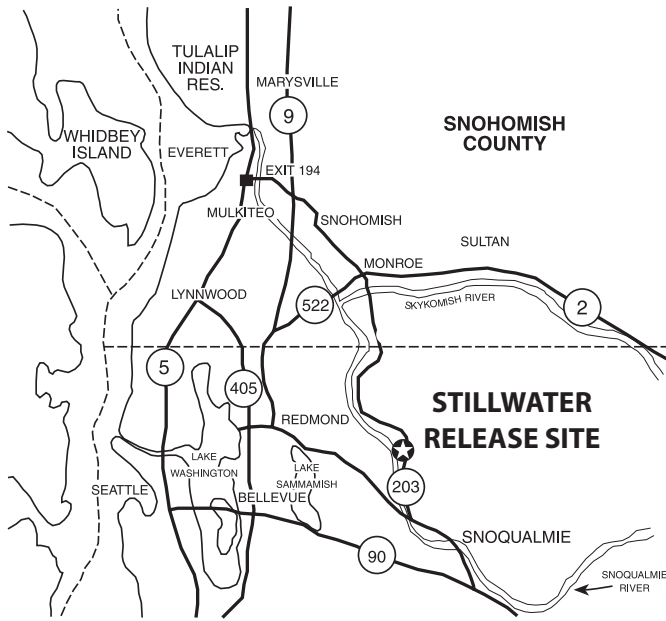 TULALIP
INDIAN
RES.
MARYSVILLE
9
SNOHOMISH
COUNTY
WHIDBEY
ISLAND
EVERETT
EXIT 194
MULKITEO
SNOHOMISH
SULTAN
MONROE
LYNNWOOD
522
SKYKOMISH RIVER
2
5
405
STILLWATER
RELEASE SITE
REDMOND
LAKE
WASHINGTON
LAKE
SAMMAMISH
SEATTLE
BELLEVUE
203
SNOQUALMIE
90
SNOQUALMIE
RIVER